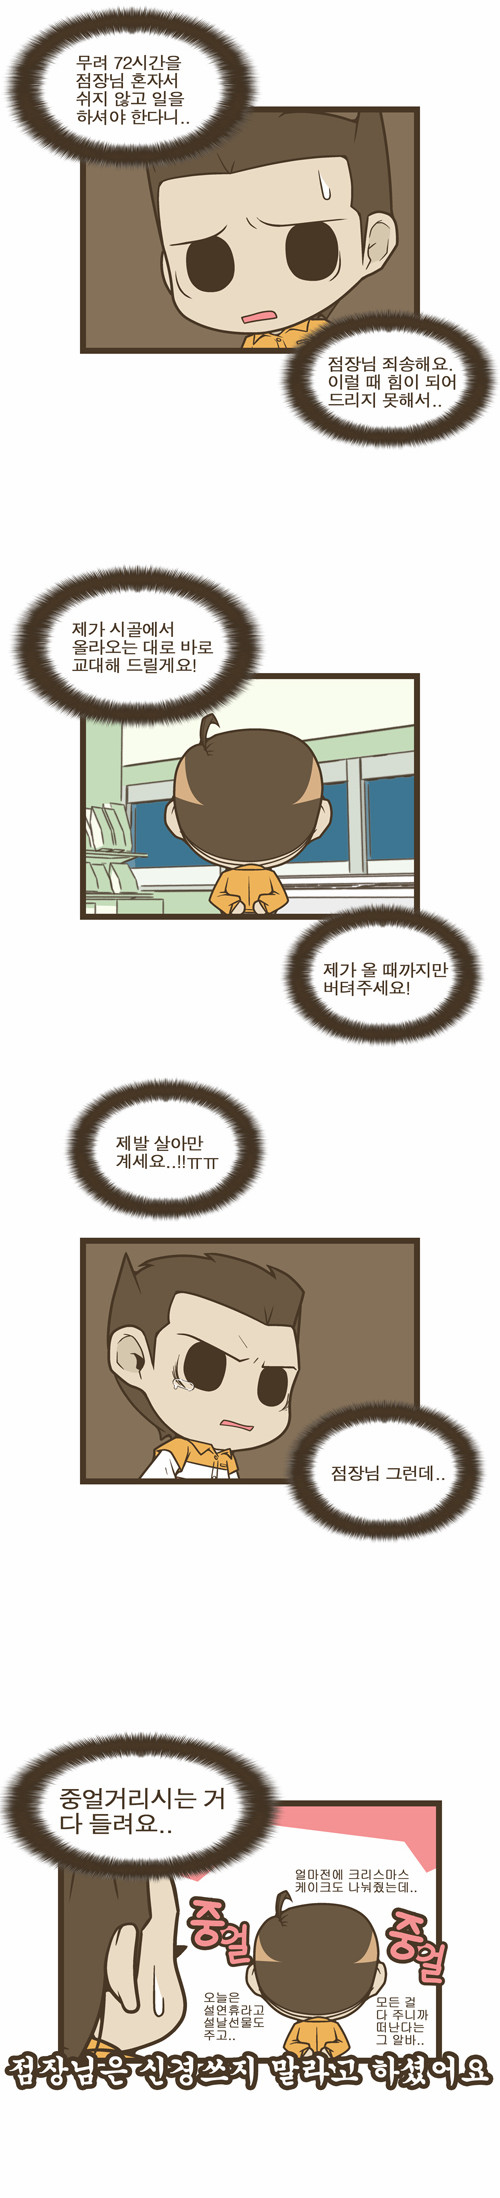 무려 72시간을
점장님 혼자서
쉬지 않고 일을
하셔야 한다니..
점장님 죄송해요.
이럴 때 힘이 되어
드리지 못해서..
제가 시골에서
올라오는 대로 바로
교대해 드릴게요!
제가 올 때까지만
버텨주세요!
제발 살아만
계세요..!!ㅠㅠ
점장님 그런데..
중얼거리시는 거
다 들려요..
얼마전에 크리스마스
케이크도 나눠줬는데..
중얼
중얼
오늘은
설연휴라고
설날선물도
주고..
모든 걸
다 주니까
떠난다는
그 알바..
점장님은 신경쓰지 말라고 하셨어요